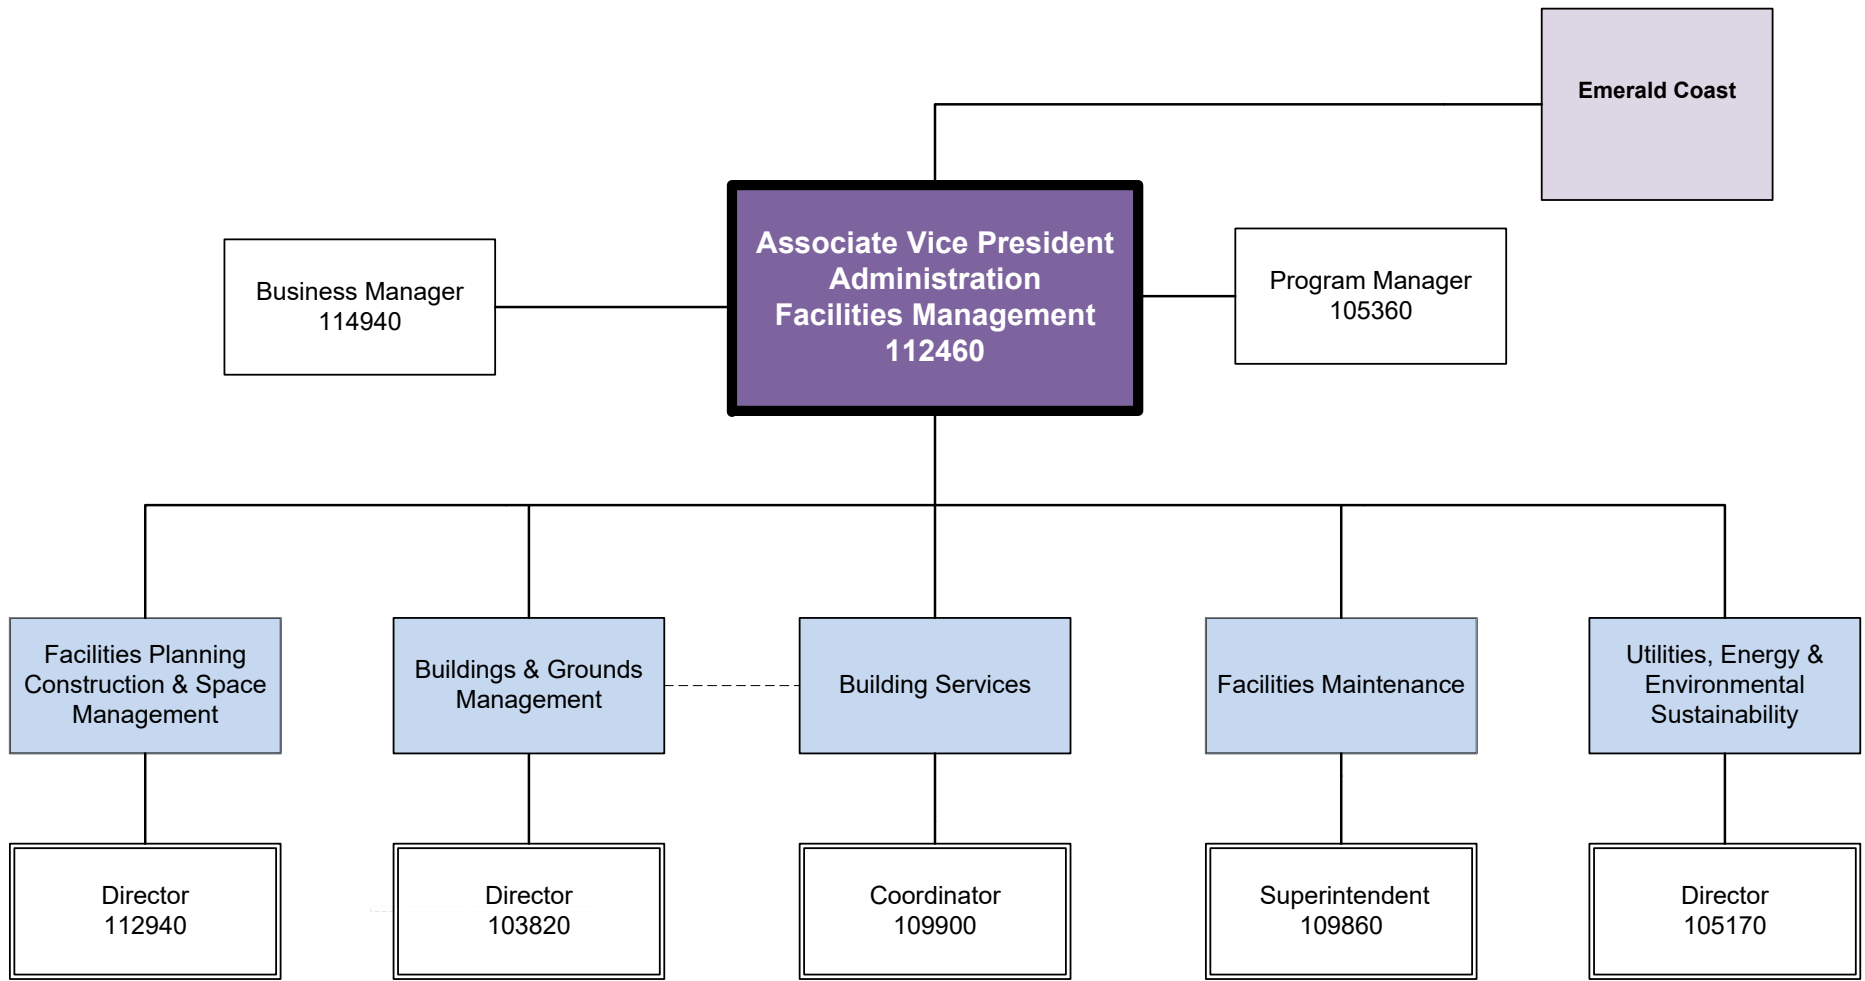 Emerald Coast
Associate Vice President
Administration
Facilities Management
112460
Business Manager
114940
Program Manager
105360
Facilities Planning
Construction & Space
Management
Buildings & Grounds
Management
Building Services
Facilities Maintenance
Utilities, Energy &
Environmental
Sustainability
Director
112940
Director
103820
Coordinator
109900
Superintendent
109860
Director
105170